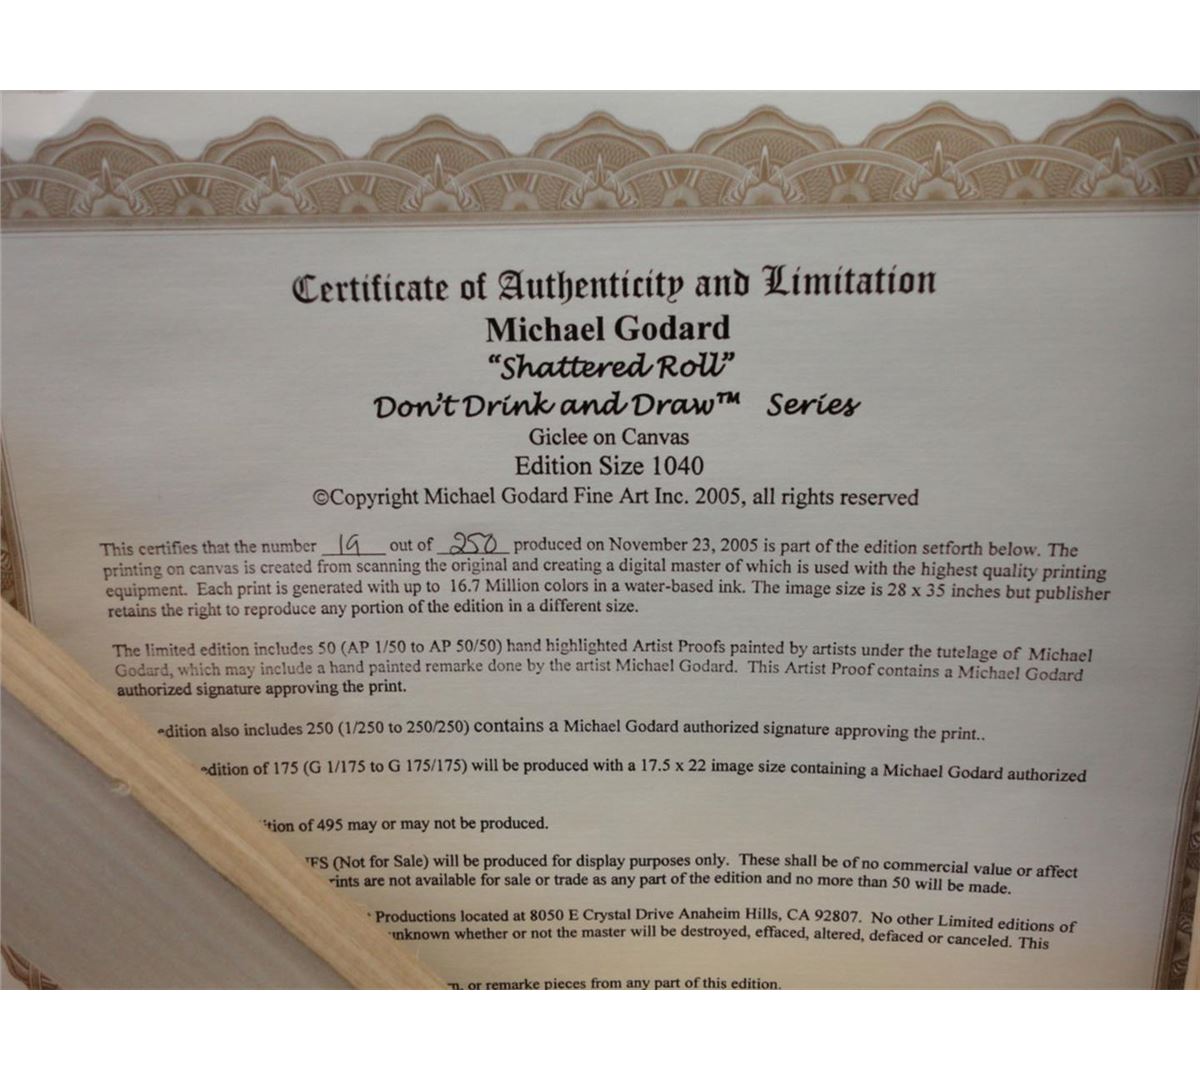 Certificate of Authenticity and Limitation
Michael Godard
“Shattered Roll”
Don't Drink and Draw™ Series
Giclee on Canvas
Edition Size 1040
©Copyright Michael Godard Fine Art Inc. 2005, all rights reserved
This certifies that the number 19 out of 250 produced on November 23, 2005 is part of the edition setforth below. The
printing on canvas is created from scanning the original and creating a digital master of which is used with the highest quality printing
equipment. Each print is generated with up to 16.7 Million colors in a water-based ink. The image size is 28 x 35 inches but publisher
retains the right to reproduce any portion of the edition in a different size.
The limited edition includes 50 (AP 1/50 to AP 50/50) hand highlighted Artist Proofs painted by artists under the tutelage of Michael
Godard, which may include a hand painted remarke done by the artist Michael Godard. This Artist Proof contains a Michael Godard
authorized signature approving the print.
edition also includes 250 (1/250 to 250/250) contains a Michael Godard authorized signature approving the print..
edition of 175 (G 1/175 to G 175/175) will be produced with a 17.5 x 22 image size containing a Michael Godard authorized
of 495 may or may not be produced.
(Not for Sale) will be produced for display purposes only. These shall be of no commercial value or affect
are not available for sale or trade as any part of the edition and no more than 50 will be made.
Productions located at 8050 E Crystal Drive Anaheim Hills, CA 92807. No other Limited editions of
unknown whether or not the master will be destroyed, effaced, altered, defaced or canceled. This
or remarke pieces from any part of this edition.